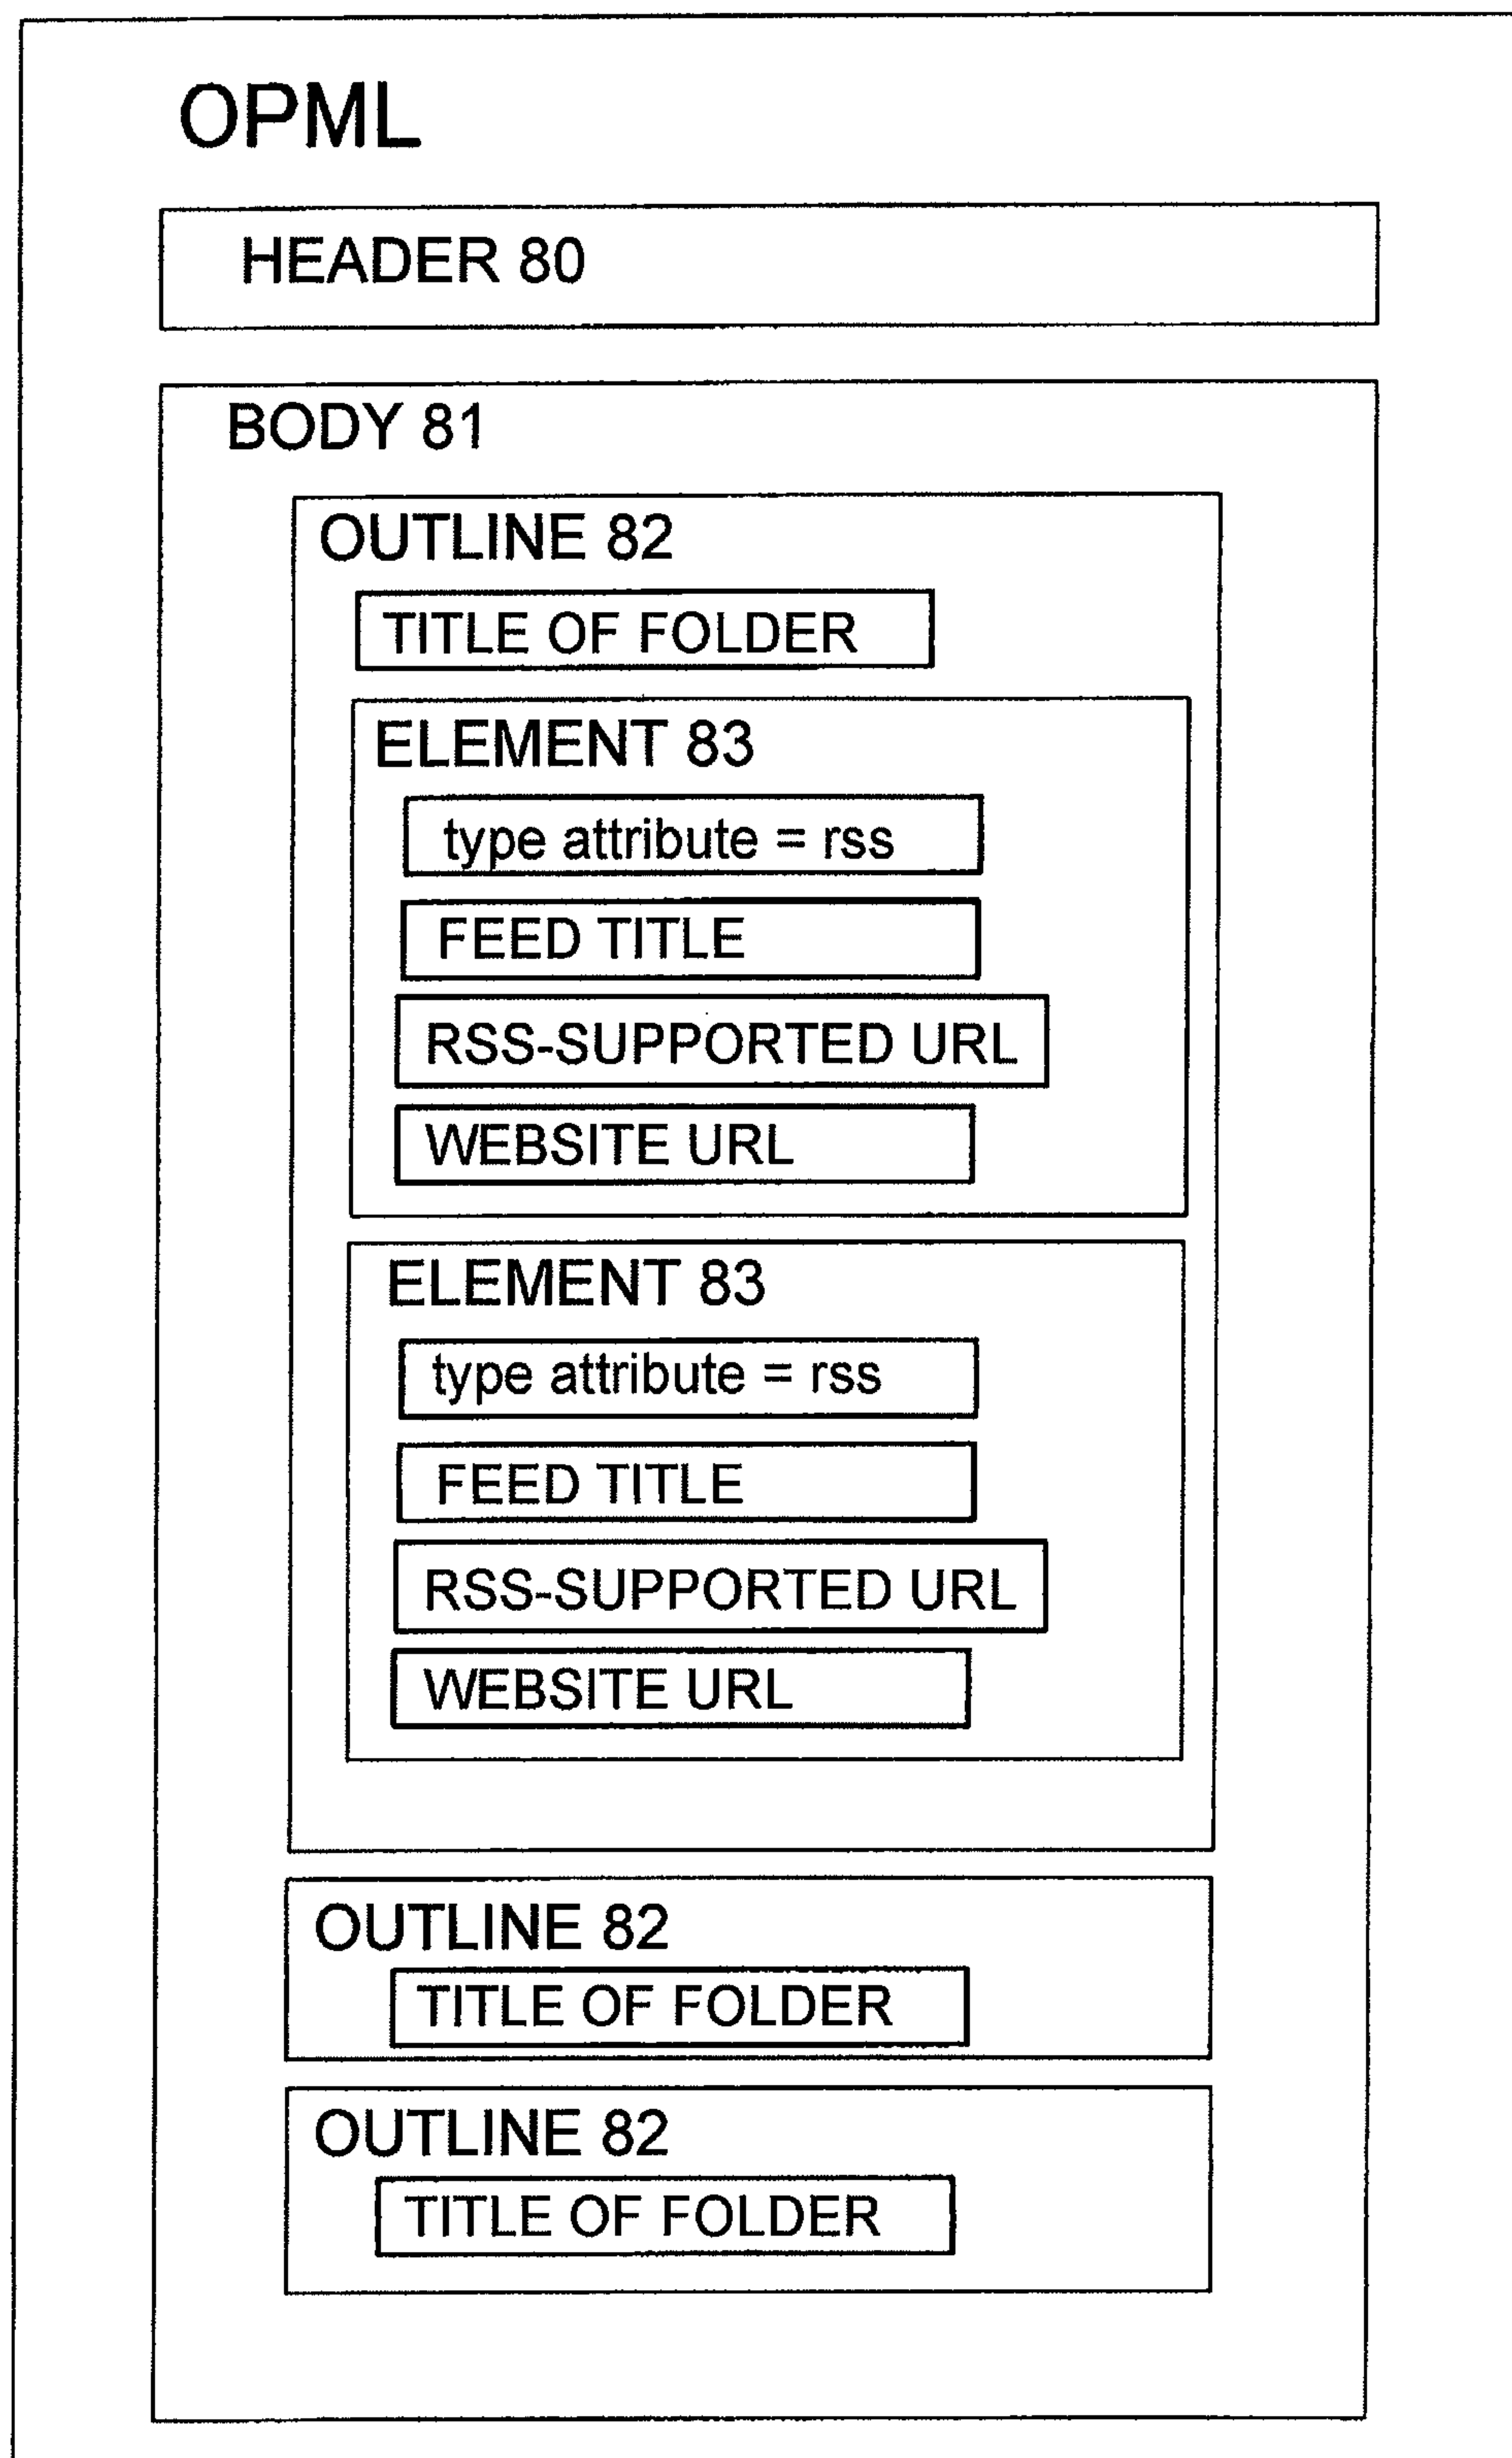 OPML
HEADER 80
BODY 81
OUTLINE 82
TITLE OF FOLDER
ELEMENT 83
type attribute = rss
FEED TITLE
RSS-SUPPORTED URL
WEBSITE URL
ELEMENT 83
type attribute = rss
FEED TITLE
RSS-SUPPORTED URL
WEBSITE URL
OUTLINE 82
TITLE OF FOLDER
OUTLINE 82
TITLE OF FOLDER